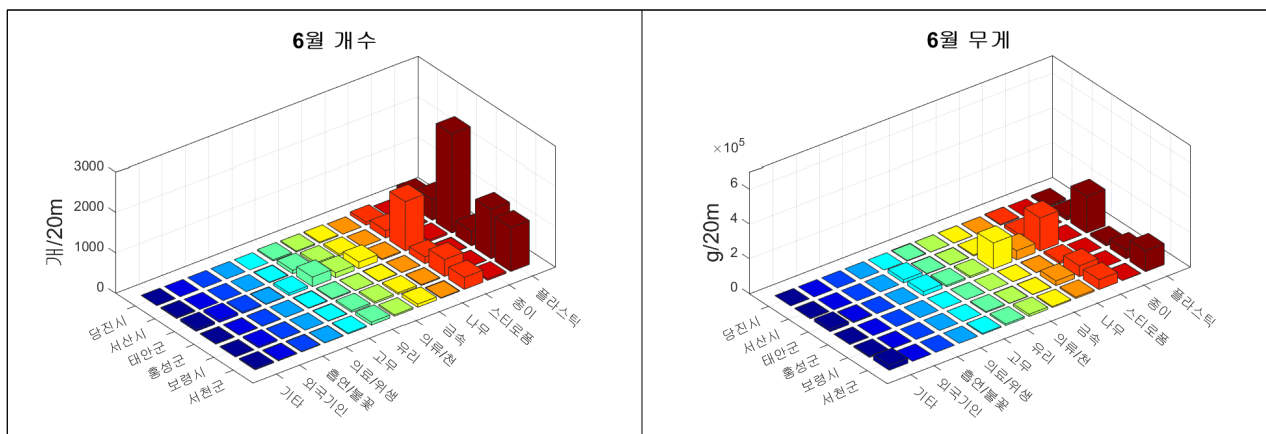 6월 개수
3000
2000
1000
0
개/20m
당진시
서산시
태안군
홍성군
보령시
서천군
기타
외국기인
흡연/불꽃
의료/위생
고무
유리
의류/천
금속
나무
스티로폼
종이
플라스틱
6월 무게
×10⁵
6
4
2
0
g/20m
당진시
서산시
태안군
홍성군
보령시
서천군
기타
외국기인
흡연/불꽃
의료/위생
고무
유리
의류/천
금속
나무
스티로폼
종이
플라스틱